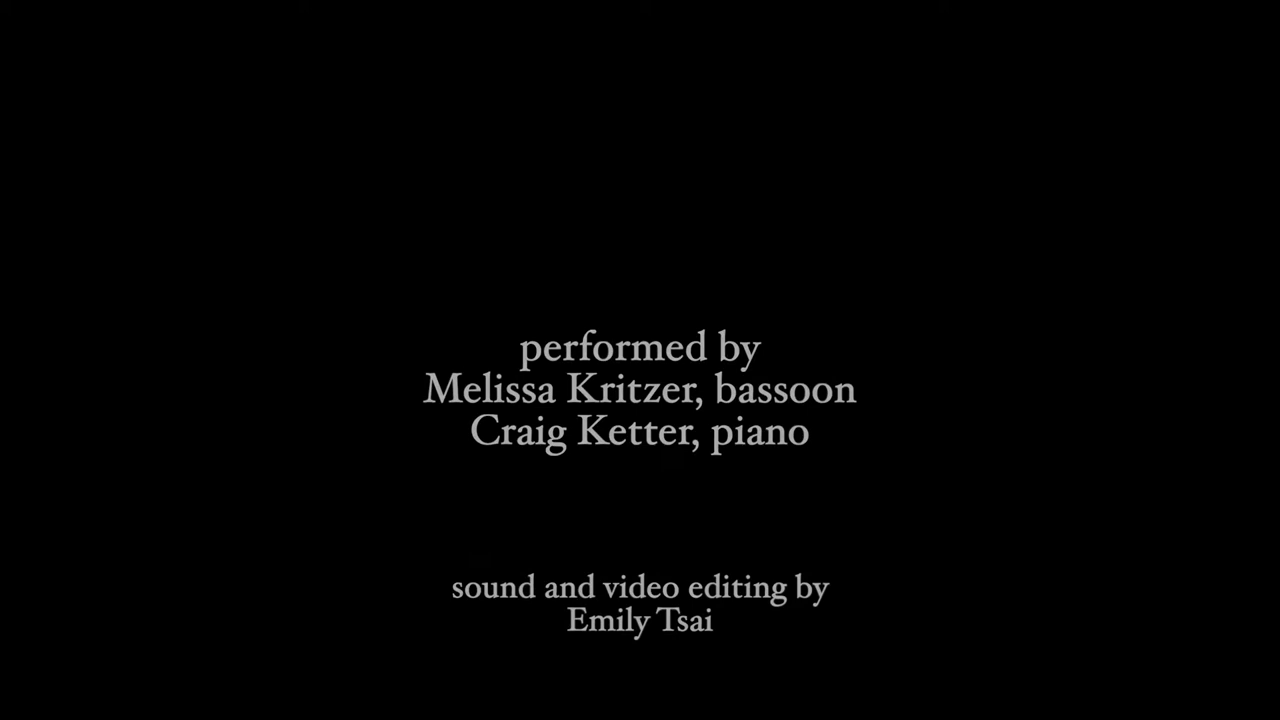 performed by
Melissa Kritzer, bassoon
Craig Ketter, piano
sound and video editing by
Emily Tsai